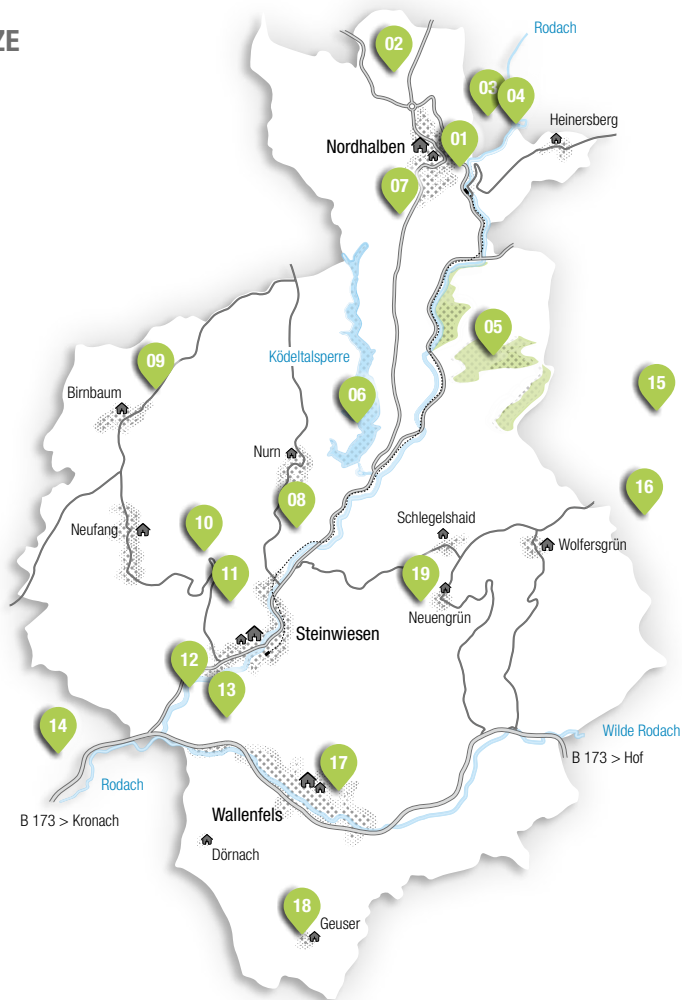 ZE
02
Rodach
03
04
Heinersberg
01
Nordhalben
07
05
Ködeltalsperre
09
15
Birnbaum
06
Nurn
16
08
Schlegelshaid
10
Neufang
Wolfersgrün
11
19
Neuengrün
Steinwiesen
12
13
14
Wilde Rodach
17
B 173 > Hof
Rodach
Wallenfels
B 173 > Kronach
Dörnach
18
Geuser